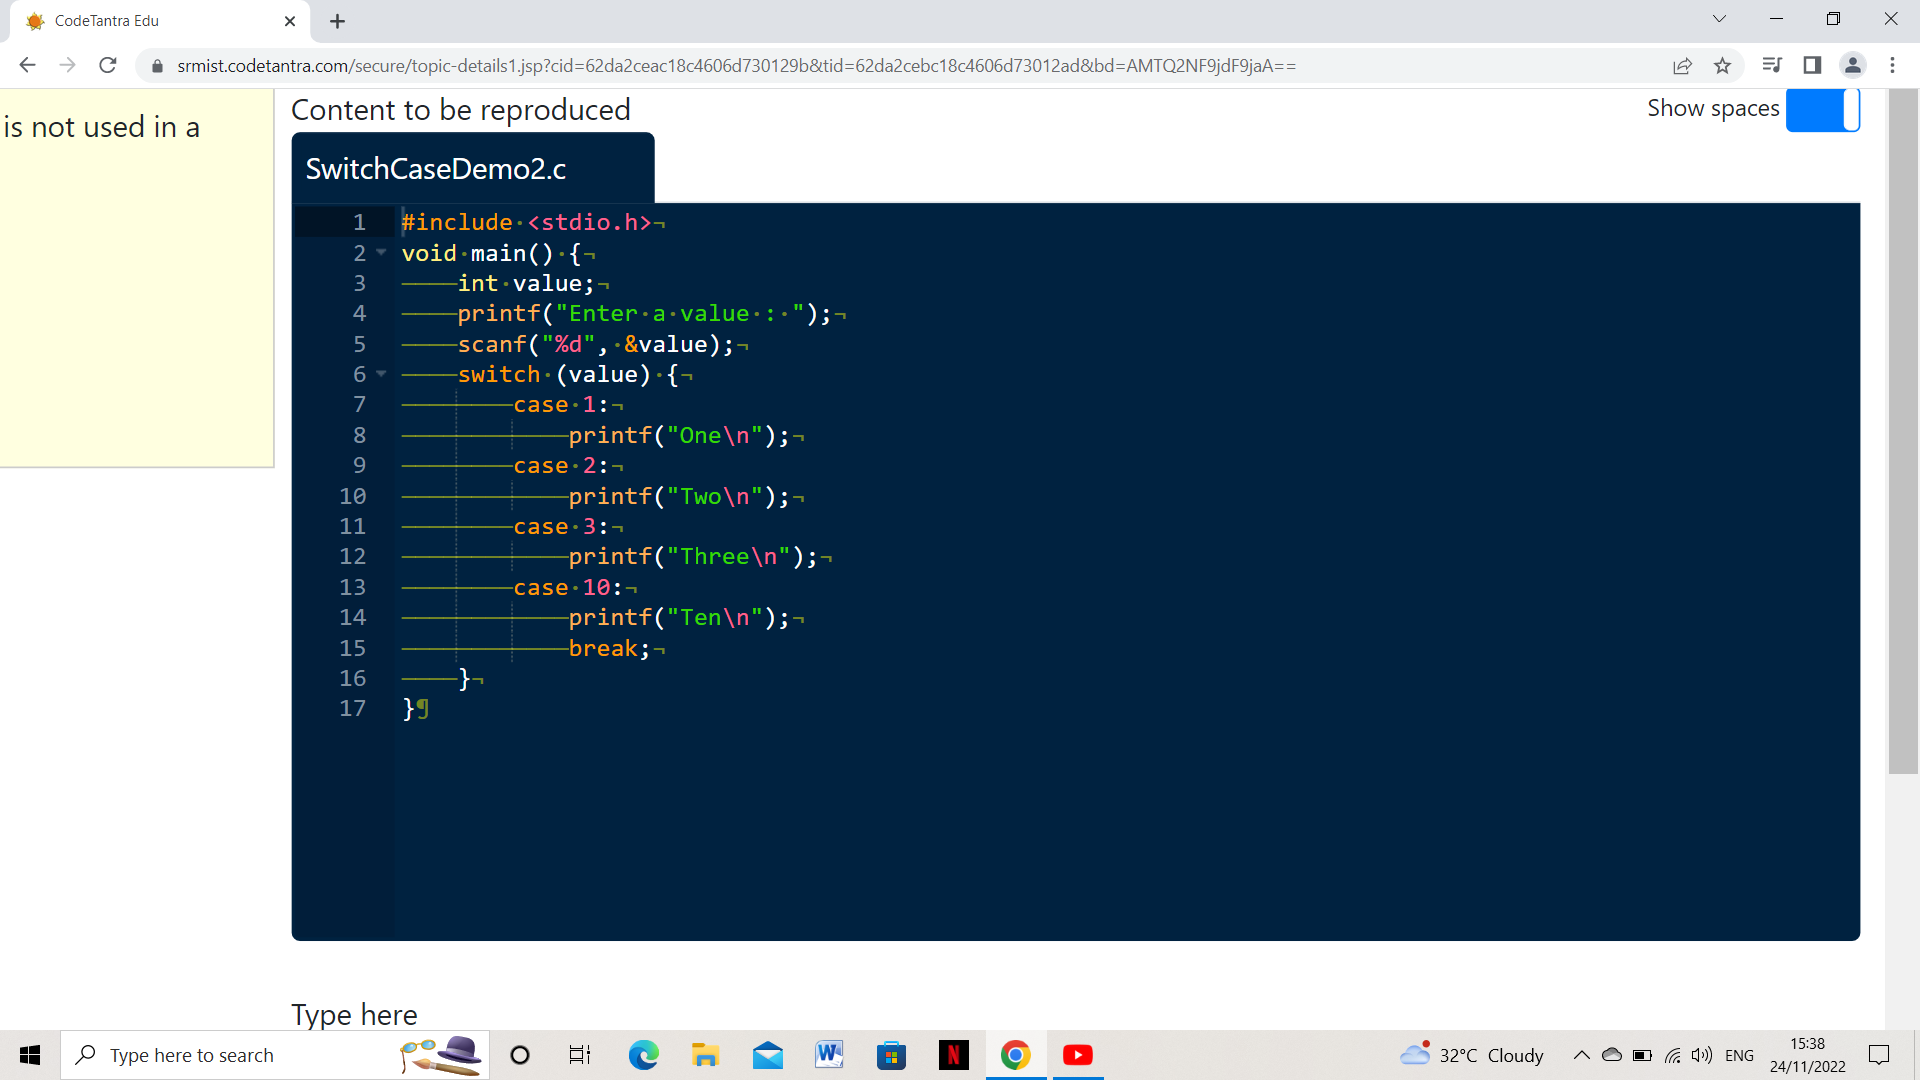 CodeTantra Edu
srmist.codetantra.com/secure/topic-details1.jsp?cid=62da2ceac18c4606d730129b&tid=62da2cebc18c4606d73012ad&bd=AMTQ2NF9jdF9jaA==
is not used in a
Content to be reproduced
Show spaces
SwitchCaseDemo2.c
1 #include·<stdio.h>¬
2 void·main()·{¬
3 ————int·value;¬
4 ————printf("Enter·a·value·:·");¬
5 ————scanf("%d",·&value);¬
6 ————switch·(value)·{¬
7 ————————case·1:¬
8 ————————————printf("One\n");¬
9 ————————case·2:¬
10 ————————————printf("Two\n");¬
11 ————————case·3:¬
12 ————————————printf("Three\n");¬
13 ————————case·10:¬
14 ————————————printf("Ten\n");¬
15 ————————————break;¬
16 ————}¬
17 }¶
Type here
Type here to search
32°C Cloudy
ENG
15:38
24/11/2022